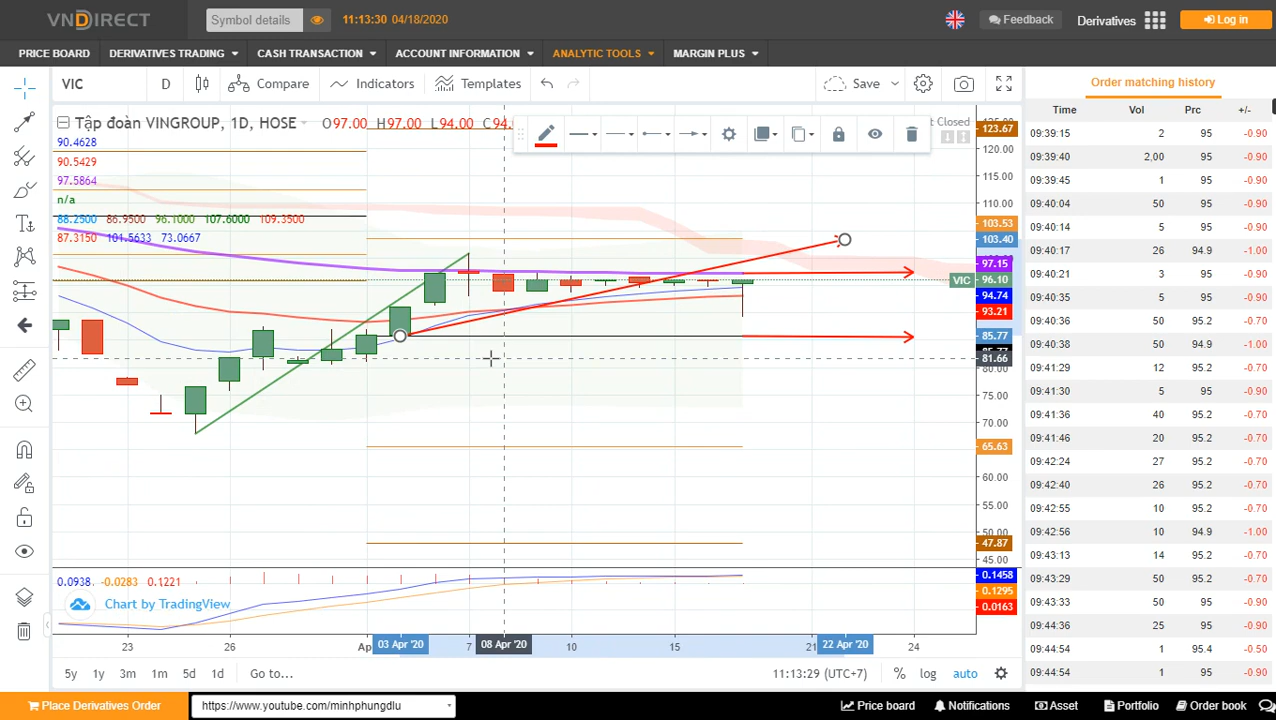 VNDIRECT Symbol details 11:13:30 04/18/2020 Feedback Derivatives Log in
PRICE BOARD DERIVATIVES TRADING CASH TRANSACTION ACCOUNT INFORMATION ANALYTIC TOOLS MARGIN PLUS
VIC D Compare Indicators Templates Save
Order matching history
Tập đoàn VINGROUP, 1D, HOSE O97.00 H97.00 L94.00 C94.
t Closed
90.4628
90.5429
97.5864
n/a
88.2500 86.9500 96.1000 107.6000 109.3500
87.3150 101.5633 73.0667
123.67
120.00
115.00
110.00
103.53
103.40
97.15
VIC 96.10
94.74
93.21
85.77
81.66
80.00
75.00
70.00
65.63
60.00
55.00
50.00
47.87
45.00
0.0938 -0.0283 0.1221
0.1458
0.1295
0.0163
Chart by TradingView
23 26 Ap 03 Apr '20 7 08 Apr '20 10 15 21 22 Apr '20 24
5y 1y 3m 1m 5d 1d Go to... 11:13:29 (UTC+7) % log auto
Time Vol Prc +/-
09:39:15 2 95 -0.90
09:39:40 2,00 95 -0.90
09:39:45 1 95 -0.90
09:40:04 50 95 -0.90
09:40:14 5 95 -0.90
09:40:17 26 94.9 -1.00
09:40:21 3 95 -0.90
09:40:35 5 95 -0.90
09:40:36 50 95.2 -0.70
09:40:38 50 94.9 -1.00
09:41:29 12 95.2 -0.70
09:41:30 5 95 -0.90
09:41:36 40 95.2 -0.70
09:41:46 20 95.2 -0.70
09:42:24 27 95.2 -0.70
09:42:40 26 95.2 -0.70
09:42:55 10 95.2 -0.70
09:42:56 10 94.9 -1.00
09:43:13 14 95.2 -0.70
09:43:29 50 95.2 -0.70
09:43:33 50 95.2 -0.70
09:44:36 25 95.2 -0.70
09:44:54 1 95.4 -0.50
09:44:54 1 95.2 -0.70
Place Derivatives Order https://www.youtube.com/minhphungdlu Price board Notifications Asset Portfolio Order book